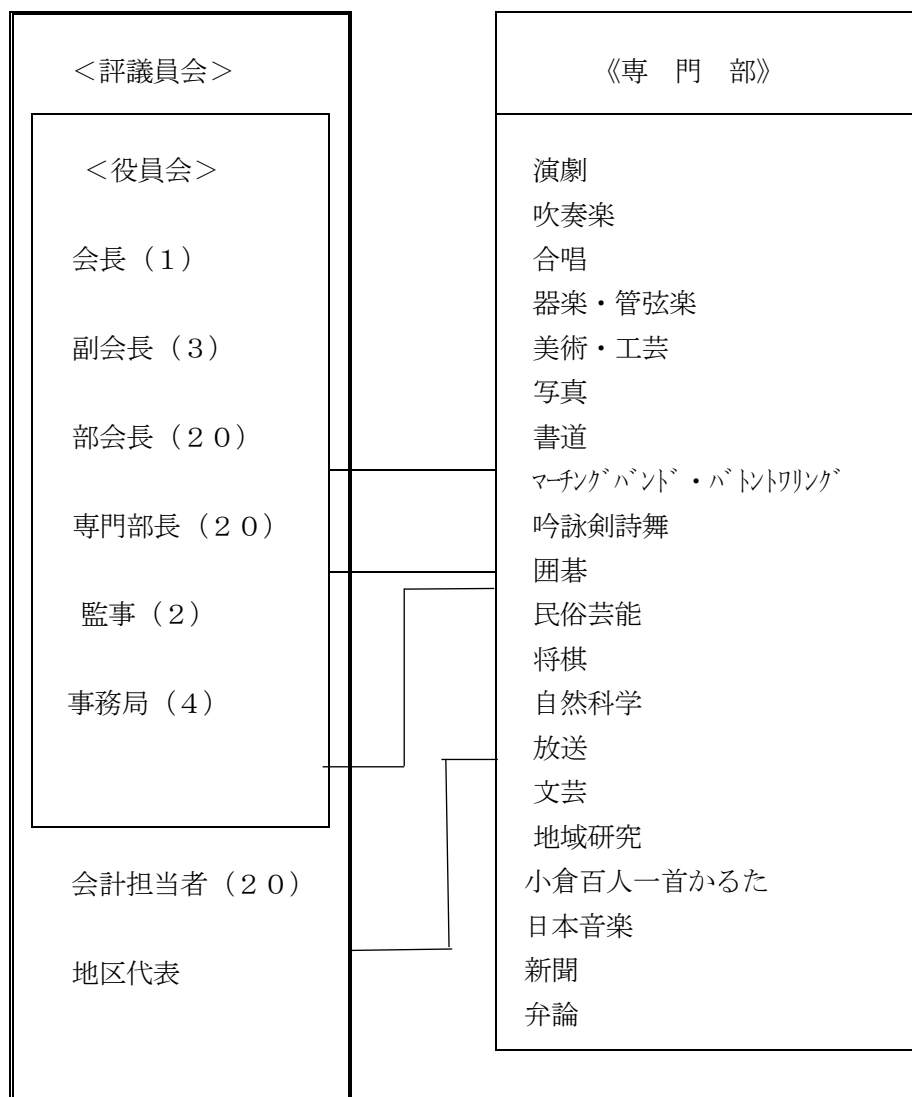 ＜評議員会＞
＜役員会＞
会長（１）
副会長（３）
部会長（２０）
専門部長（２０）
監事（２）
事務局（４）
会計担当者（２０）
地区代表
《専　門　部》
演劇
吹奏楽
合唱
器楽・管弦楽
美術・工芸
写真
書道
ﾏｰﾁﾝｸﾞﾊﾞﾝﾄﾞ・ﾊﾞﾄﾝﾄﾜﾘﾝｸﾞ
吟詠剣詩舞
囲碁
民俗芸能
将棋
自然科学
放送
文芸
地域研究
小倉百人一首かるた
日本音楽
新聞
弁論